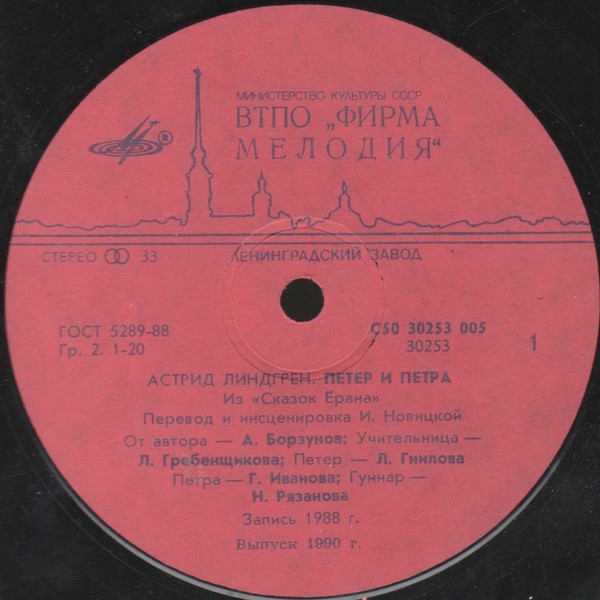 МИНИСТЕРСТВО КУЛЬТУРЫ СССР
ВТПО „ФИРМА
МЕЛОДИЯ“
®
СТЕРЕО 33
ЛЕНИНГРАДСКИЙ ЗАВОД
ГОСТ 5289-88
Гр. 2. 1-20
С50 30253 005
30253
1
АСТРИД ЛИНДГРЕН. ПЕТЕР И ПЕТРА
Из «Сказок Ерана»
Перевод и инсценировка И. Новицкой
От автора — А. Борзунов; Учительница —
Л. Гребенщикова; Петер — Л. Гнилова
Петра — Г. Иванова; Гуннар —
Н. Рязанова
Запись 1988 г.
Выпуск 1990 г.